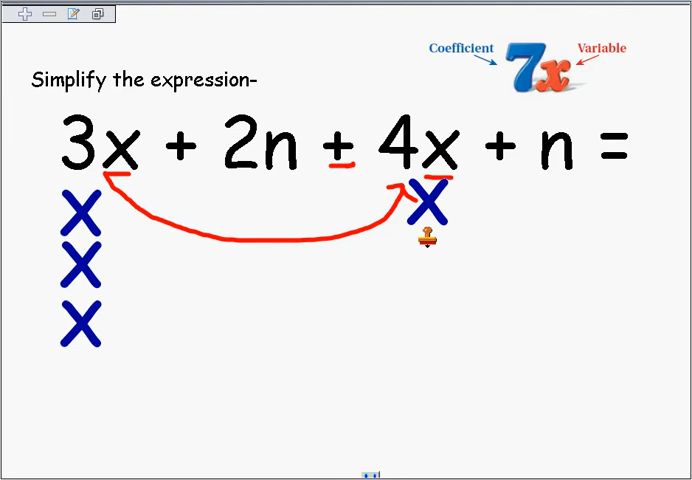 Coefficient 7x Variable
Simplify the expression-
3x + 2n + 4x + n =
x x
x
x